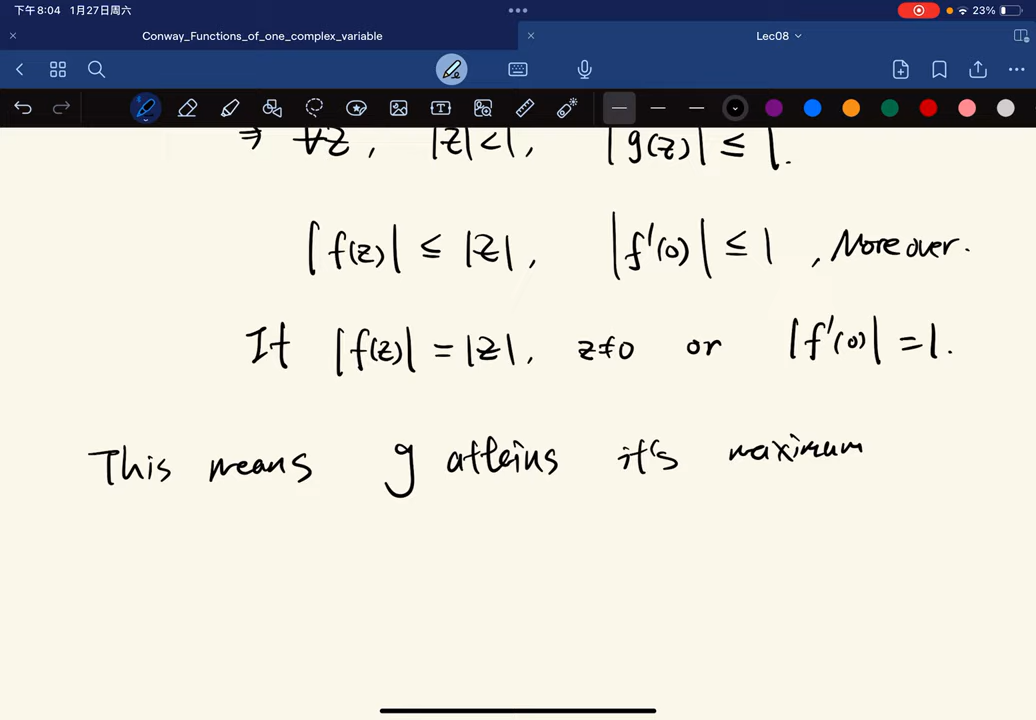 下午8:04 1月27日周六
23%
Conway_Functions_of_one_complex_variable
Lec08
⇒ ∀z, |z|<1, |g(z)| ≤ 1.
|f(z)| ≤ |z|, |f'(0)| ≤ 1, Moreover.
If |f(z)| = |z|, z≠0 or |f'(0)| = 1.
This means g attains it's maximum